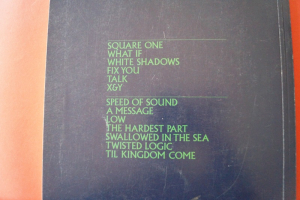 SQUARE ONE
WHAT IF
WHITE SHADOWS
FIX YOU
TALK
X&Y
SPEED OF SOUND
A MESSAGE
LOW
THE HARDEST PART
SWALLOWED IN THE SEA
TWISTED LOGIC
TIL KINGDOM COME